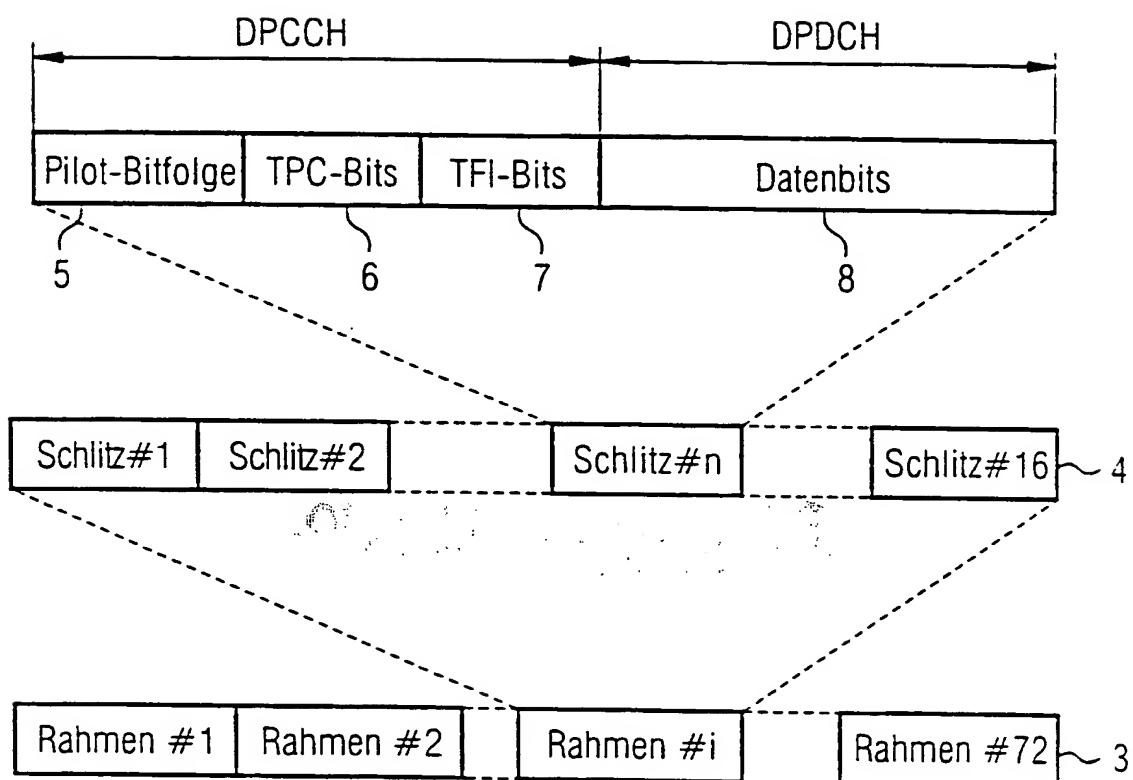 DPCCH DPDCH
Pilot-Bitfolge TPC-Bits TFI-Bits Datenbits
5 6 7 8
Schlitz#1 Schlitz#2 Schlitz#n Schlitz#16 4
Rahmen #1 Rahmen #2 Rahmen #i Rahmen #72 3